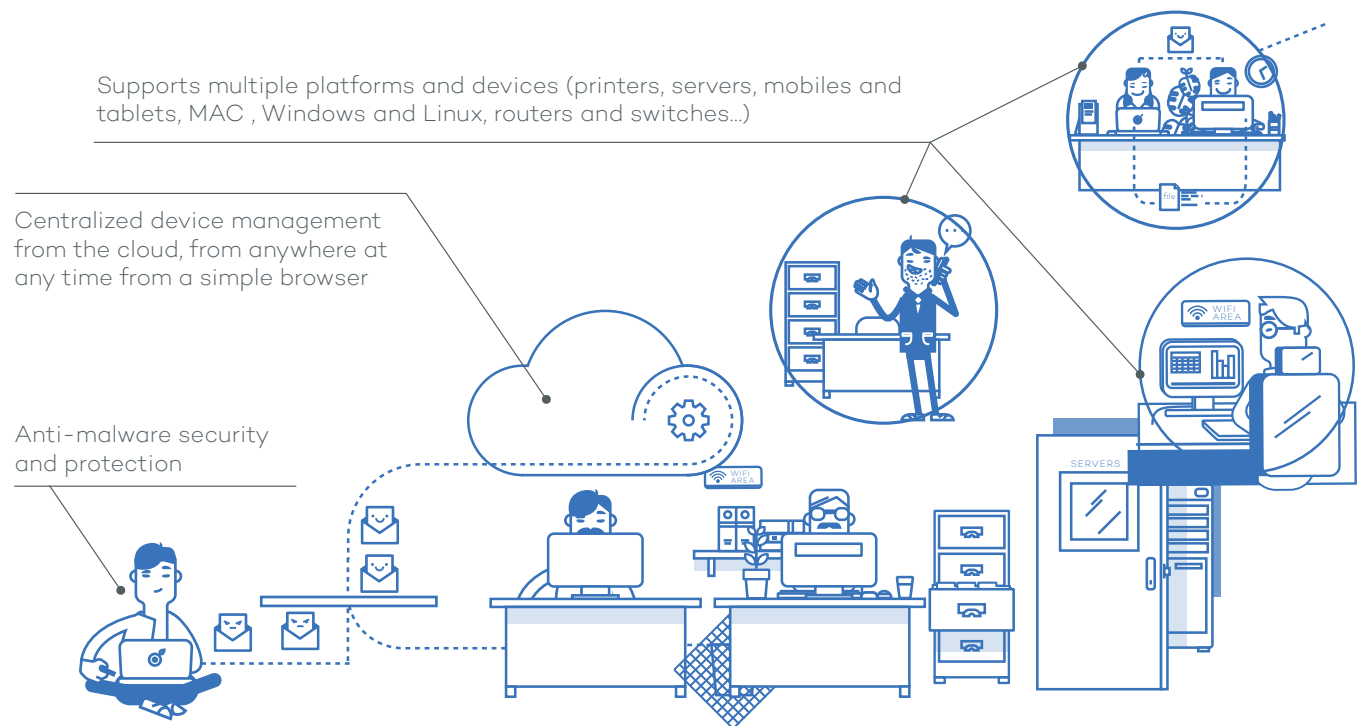 Supports multiple platforms and devices (printers, servers, mobiles and
tablets, MAC , Windows and Linux, routers and switches...)
Centralized device management
from the cloud, from anywhere at
any time from a simple browser
Anti-malware security
and protection
file
WIFI
AREA
WIFI
AREA
SERVERS